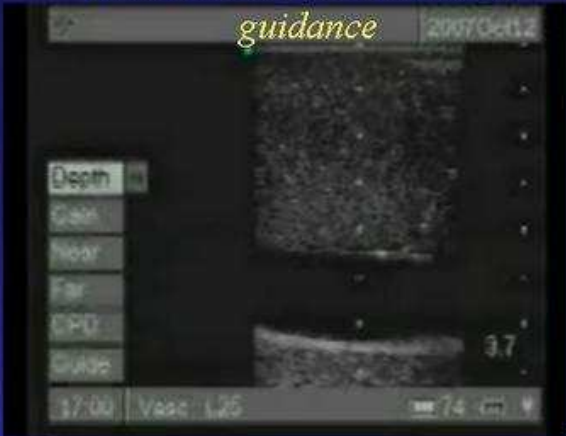 guidance
2007Oct12
Depth
Gain
Near
Far
CPD
Guide
3.7
17:00 Vasc L25 74